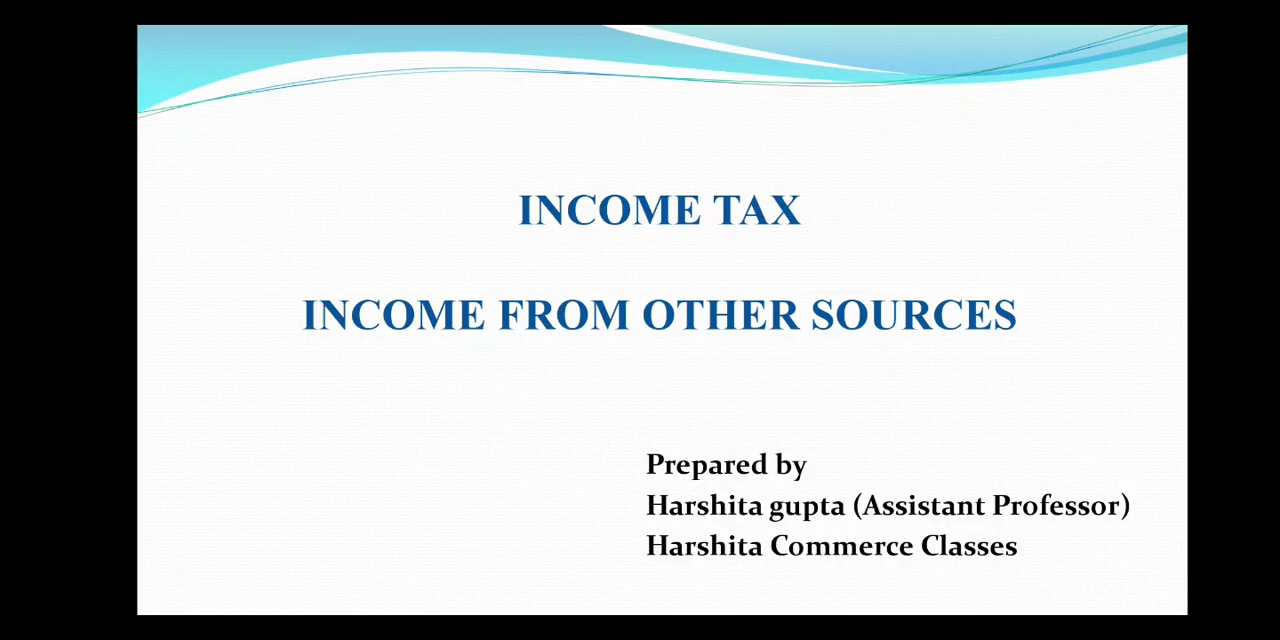 INCOME TAX
INCOME FROM OTHER SOURCES
Prepared by
Harshita gupta (Assistant Professor)
Harshita Commerce Classes